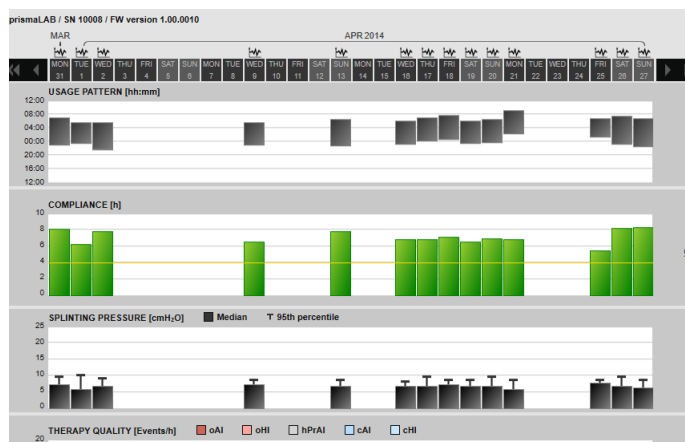 prismaLAB / SN 10008 / FW version 1.00.0010
MAR APR 2014
MON TUE WED THU FRI SAT SUN MON TUE WED THU FRI SAT SUN MON TUE WED THU FRI SAT SUN MON TUE WED THU FRI SAT SUN
31 1 2 3 4 5 6 7 8 9 10 11 12 13 14 15 16 17 18 19 20 21 22 23 24 25 26 27
USAGE PATTERN [hh:mm]
12:00
08:00
04:00
00:00
20:00
16:00
12:00
COMPLIANCE [h]
10
8
6
4
2
0
SPLINTING PRESSURE [cmH₂O] Median 95th percentile
25
20
15
10
5
0
THERAPY QUALITY [Events/h] oAI oHI hPrAI cAI cHI
20